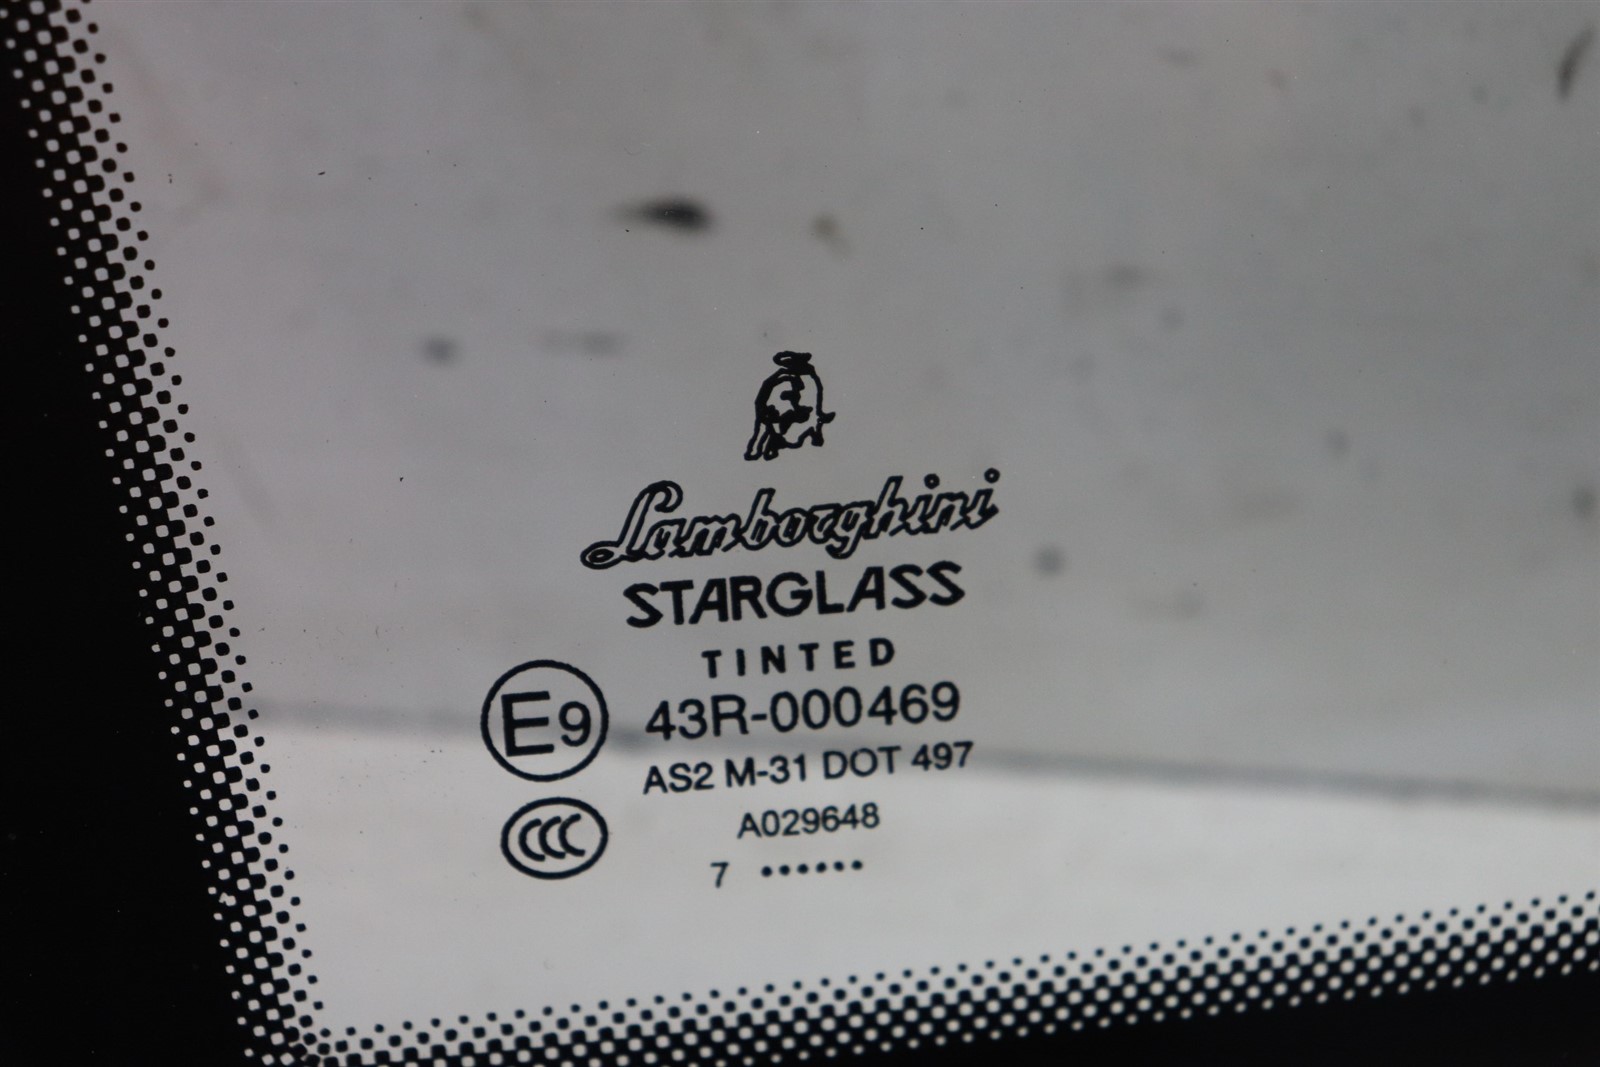 Lamborghini
STARGLASS
TINTED
E9 43R-000469
AS2 M-31 DOT 497
CCC A029648
7 ••••••